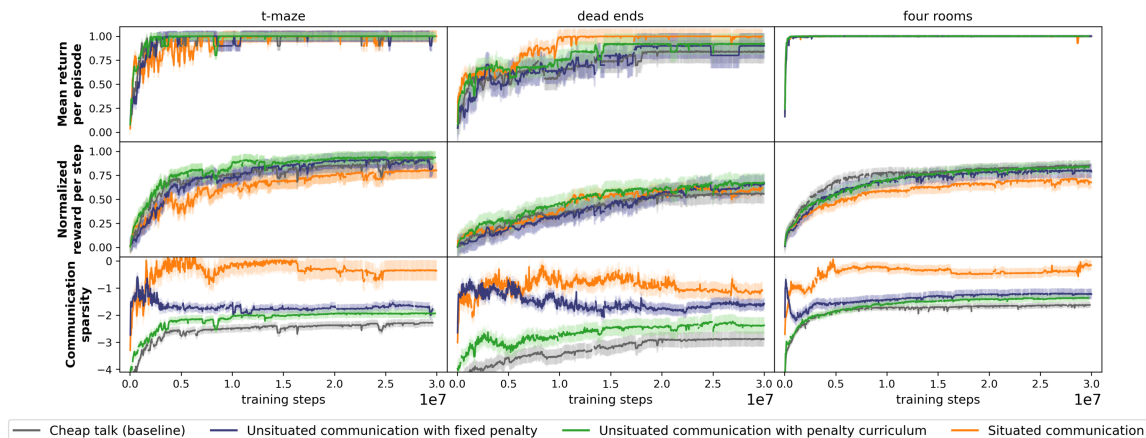 t-maze dead ends four rooms
Mean return
per episode
1.00
0.75
0.50
0.25
0.00
Normalized
reward per step
1.00
0.75
0.50
0.25
0.00
Communication
sparsity
0
−1
−2
−3
−4
0.0 0.5 1.0 1.5 2.0 2.5 3.0 0.0 0.5 1.0 1.5 2.0 2.5 3.0 0.0 0.5 1.0 1.5 2.0 2.5 3.0
training steps 1e7 training steps 1e7 training steps 1e7
Cheap talk (baseline) Unsituated communication with fixed penalty Unsituated communication with penalty curriculum Situated communication